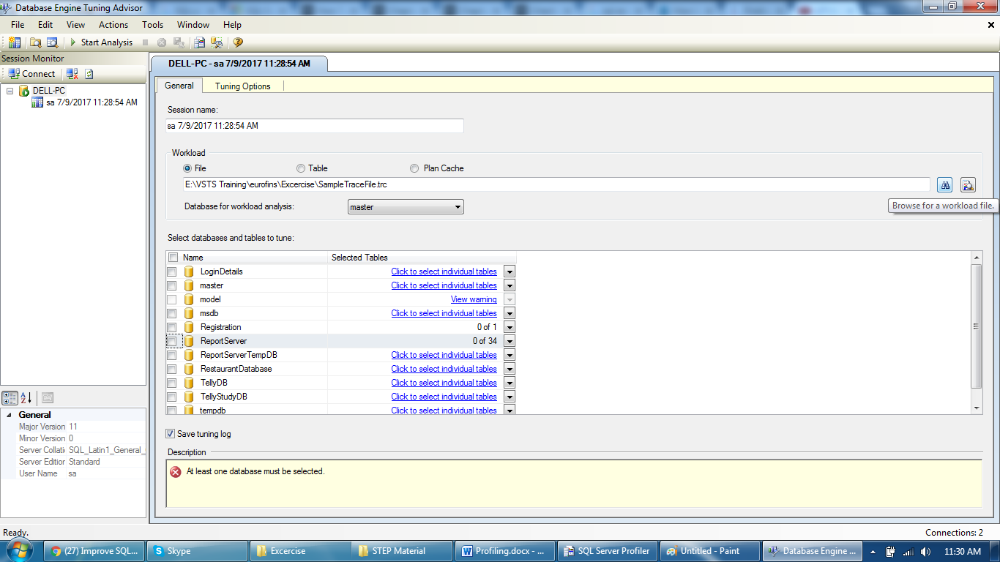 Database Engine Tuning Advisor
File Edit View Actions Tools Window Help
Start Analysis
Session Monitor
Connect
DELL-PC
sa 7/9/2017 11:28:54 AM
DELL-PC - sa 7/9/2017 11:28:54 AM
General Tuning Options
Session name:
sa 7/9/2017 11:28:54 AM
Workload
File Table Plan Cache
E:\VSTS Training\eurofins\Excercise\SampleTraceFile.trc
Database for workload analysis: master
Browse for a workload file.
Select databases and tables to tune:
Name Selected Tables
LoginDetails Click to select individual tables
master Click to select individual tables
model View warning
msdb Click to select individual tables
Registration 0 of 1
ReportServer 0 of 34
ReportServerTempDB Click to select individual tables
RestaurantDatabase Click to select individual tables
TellyDB Click to select individual tables
TellyStudyDB Click to select individual tables
tempdb Click to select individual tables
Save tuning log
Description
At least one database must be selected.
A Z
General
Major Version 11
Minor Version 0
Server Collati SQL_Latin1_General_
Server Edition Standard
User Name sa
Ready. Connections: 2
(27) Improve SQL... Skype Excercise STEP Material Profiling.docx - ... SQL Server Profiler Untitled - Paint Database Engine ... 11:30 AM